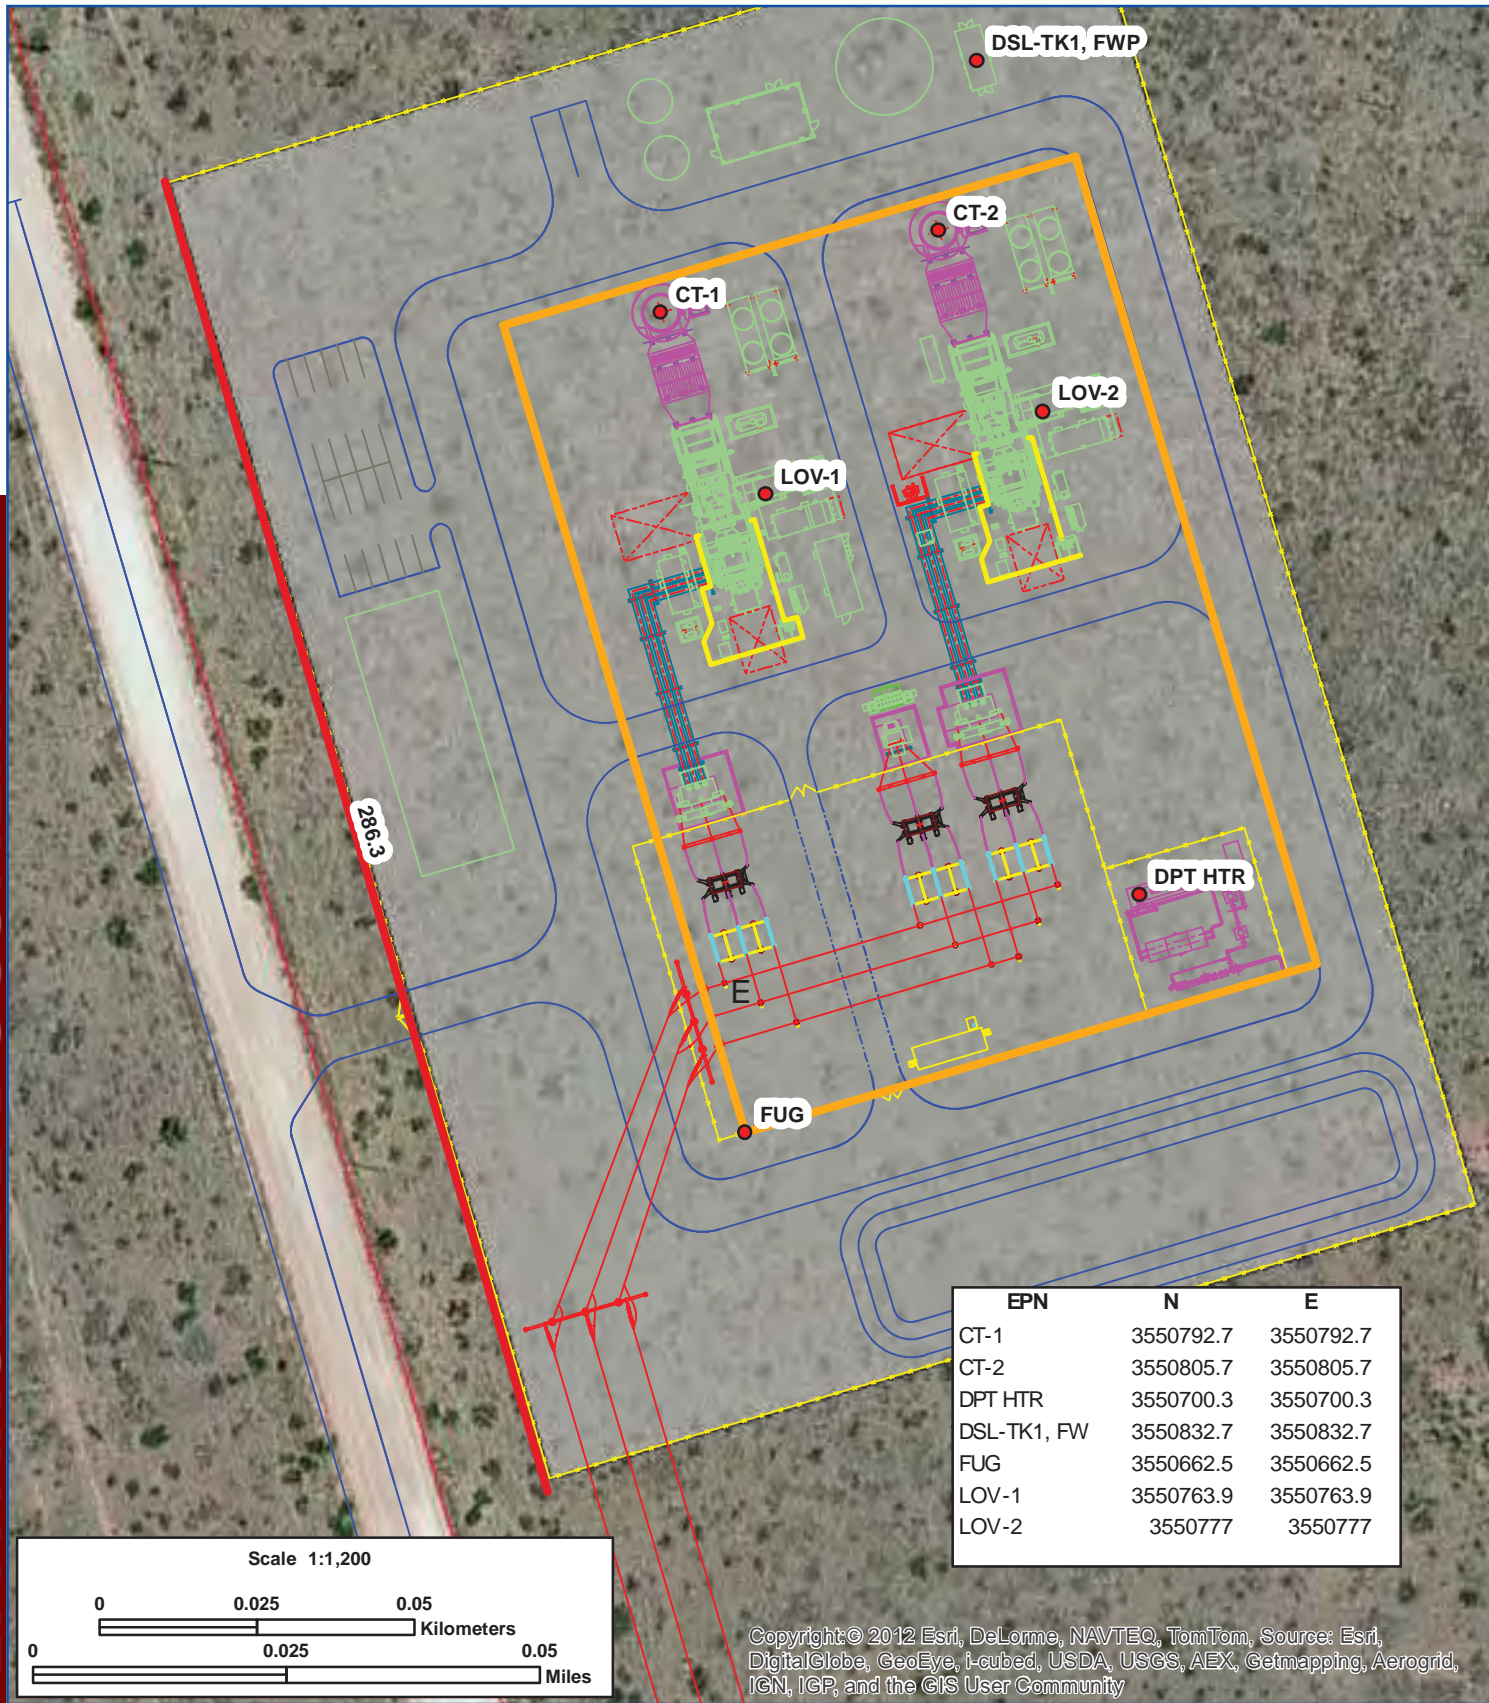 DSL-TK1, FWP
CT-2
CT-1
LOV-2
LOV-1
286.3
DPT HTR
E
FUG
EPN N E
CT-1 3550792.7 3550792.7
CT-2 3550805.7 3550805.7
DPT HTR 3550700.3 3550700.3
DSL-TK1, FW 3550832.7 3550832.7
FUG 3550662.5 3550662.5
LOV-1 3550763.9 3550763.9
LOV-2 3550777 3550777
Scale 1:1,200
0 0.025 0.05
Kilometers
0 0.025 0.05
Miles
Copyright:© 2012 Esri, DeLorme, NAVTEQ, TomTom, Source: Esri,
DigitalGlobe, GeoEye, i-cubed, USDA, USGS, AEX, Getmapping, Aerogrid,
IGN, IGP, and the GIS User Community